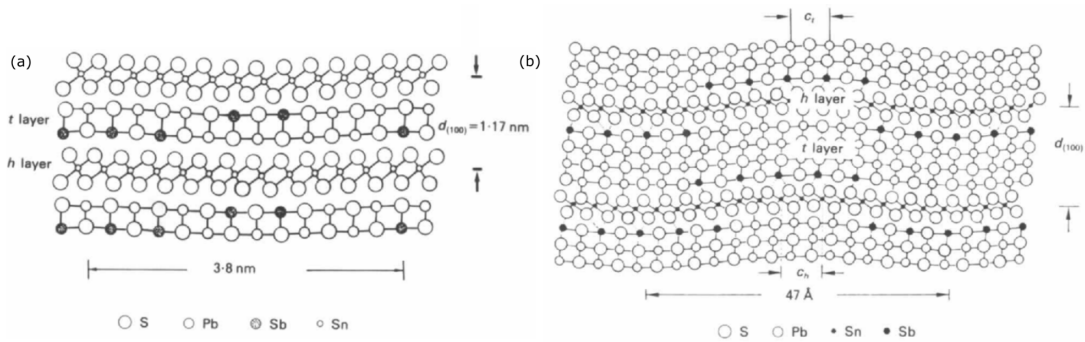 (a)
t layer
h layer
d(100)=1·17 nm
3·8 nm
S Pb Sb Sn
(b)
ct
h layer
t layer
d(100)
ch
47 Å
S Pb Sn Sb